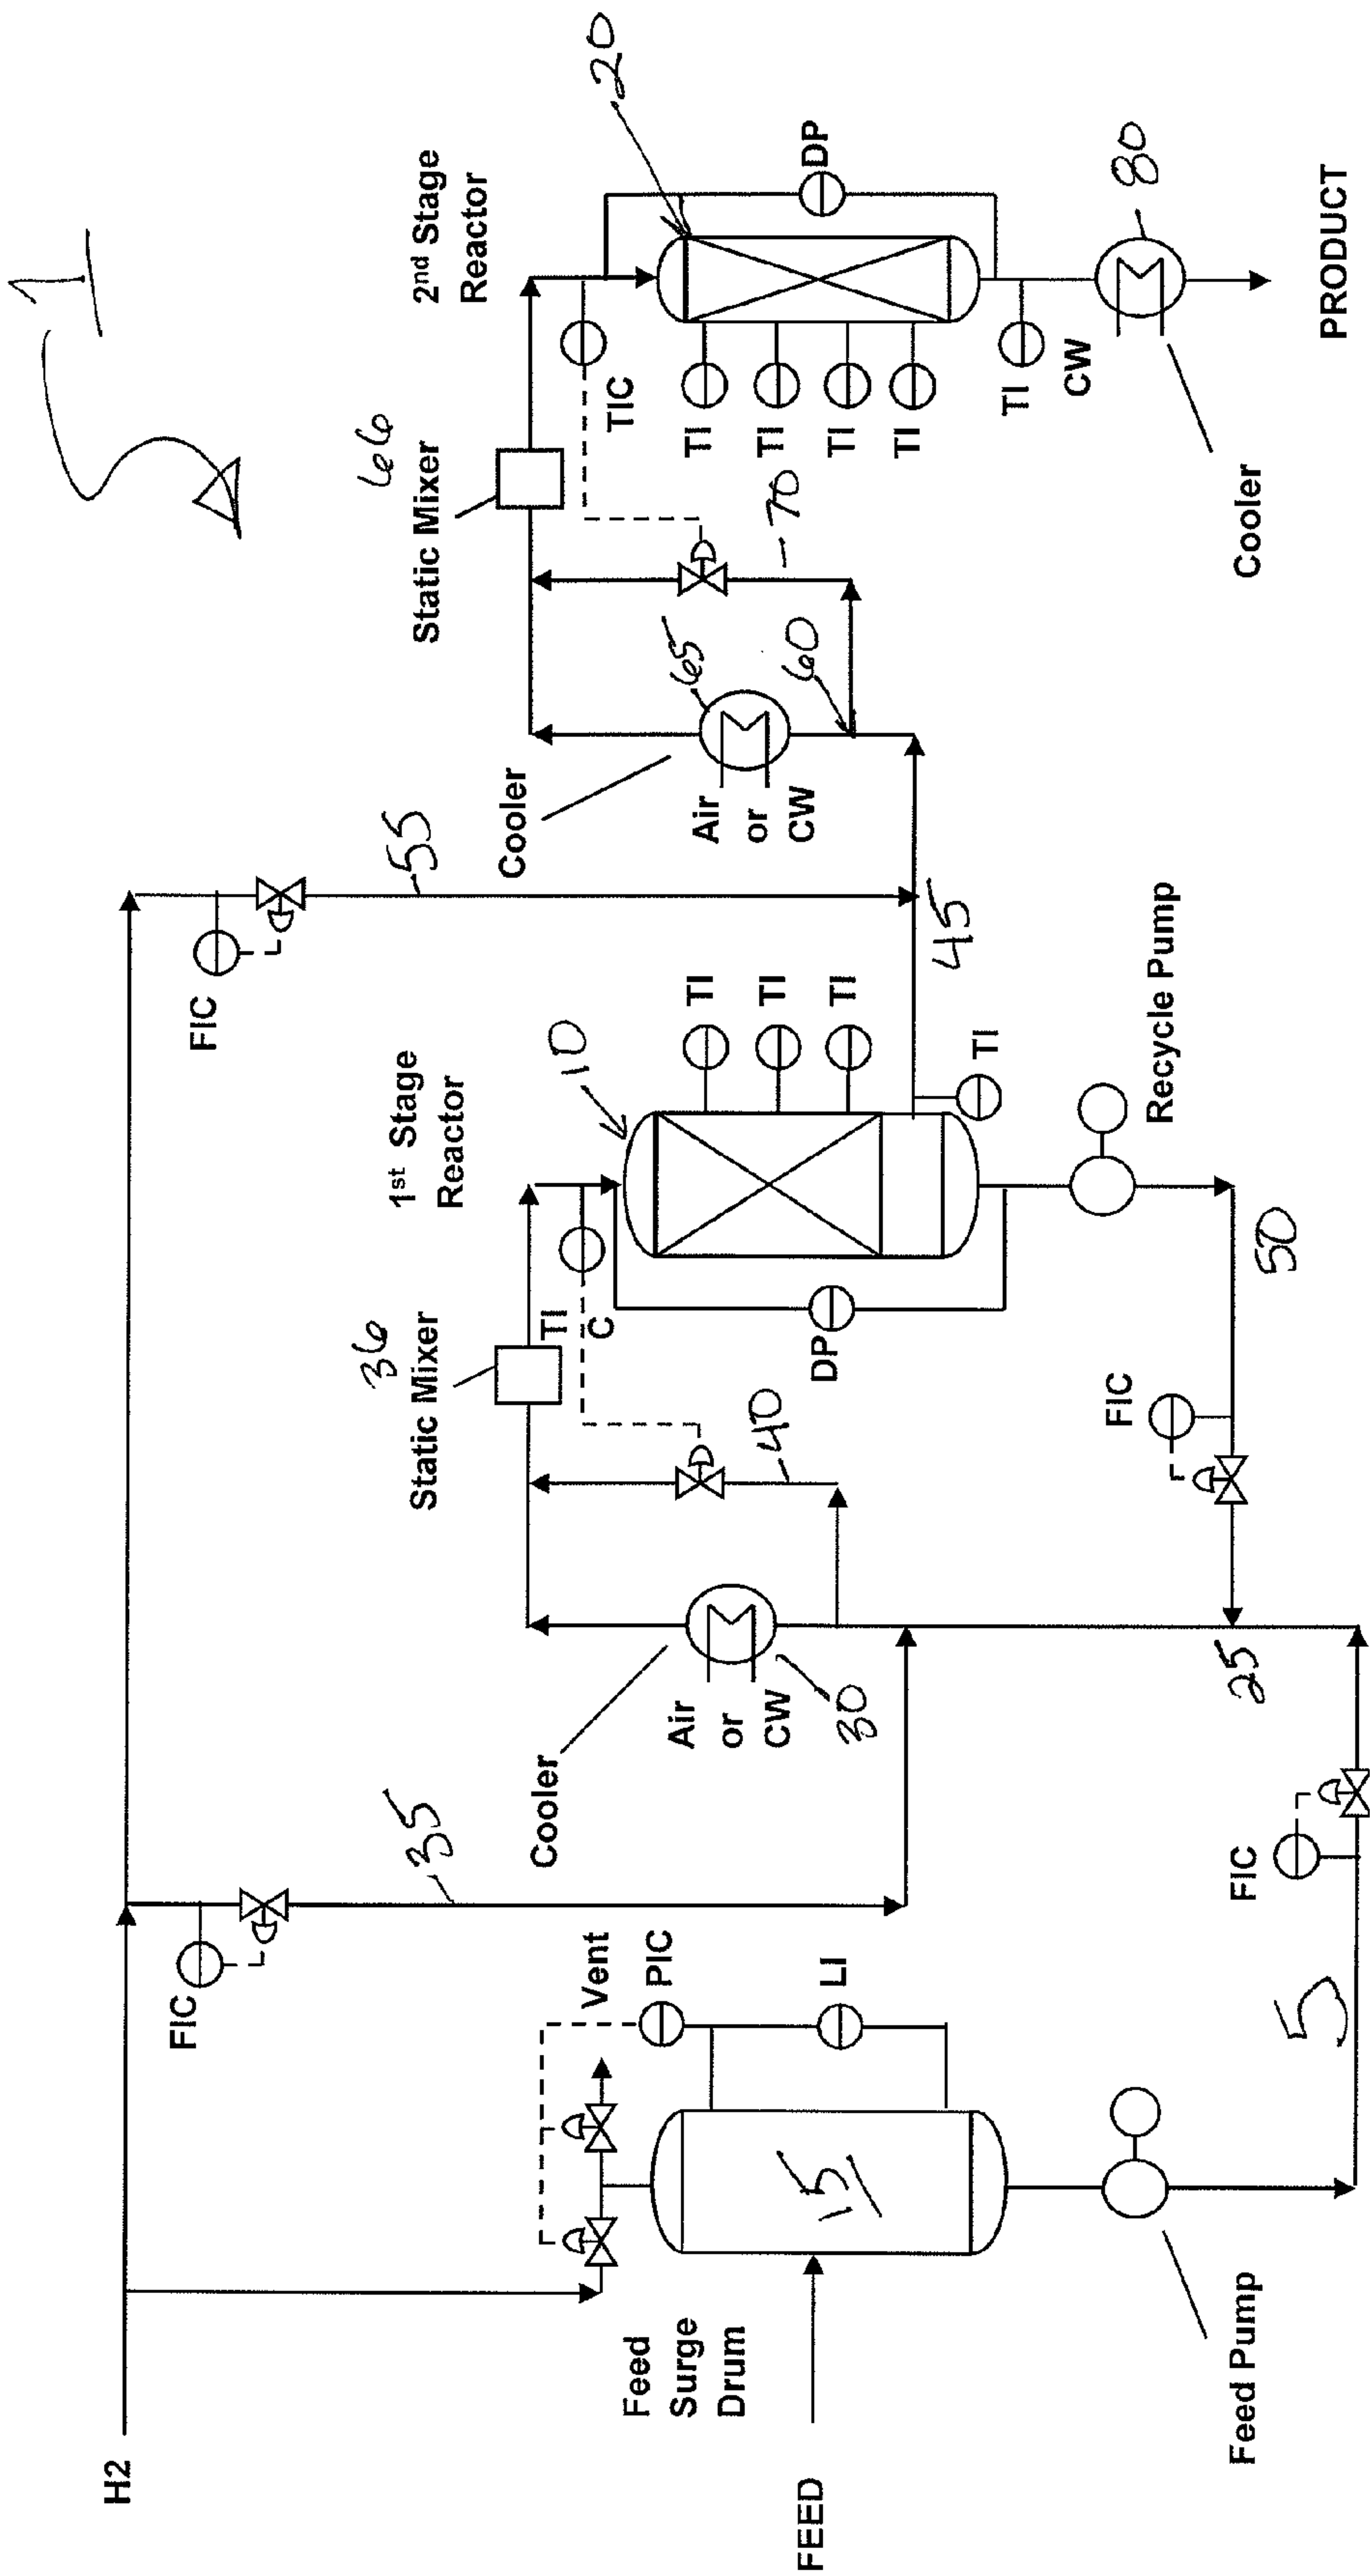 1
H2
FIC
35
FIC
55
Vent
PIC
LI
Feed
Surge
Drum
FEED
15
Feed Pump
5
FIC
Cooler
Air
or
CW
30
25
40
36
Static Mixer
TI
C
1st Stage
Reactor
10
DP
TI
TI
TI
TI
FIC
50
Recycle Pump
45
Cooler
Air
or
CW
65
60
70
66
Static Mixer
TIC
2nd Stage
Reactor
20
TI
TI
TI
TI
DP
TI
CW
80
Cooler
PRODUCT